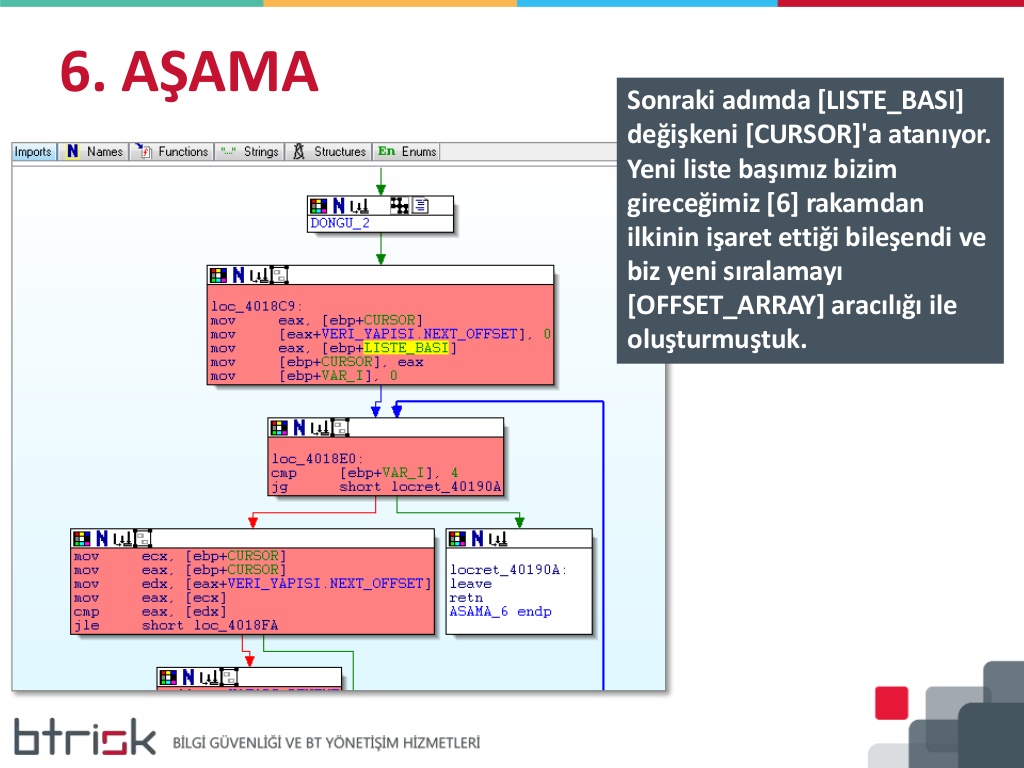 6. AŞAMA
Sonraki adımda [LISTE_BASI]
değişkeni [CURSOR]'a atanıyor.
Yeni liste başımız bizim
gireceğimiz [6] rakamdan
ilkinin işaret ettiği bileşendi ve
biz yeni sıralamayı
[OFFSET_ARRAY] aracılığı ile
oluşturmuştuk.
Imports N Names Functions "..." Strings Structures En Enums
DONGU_2
loc_4018C9:
mov eax, [ebp+CURSOR]
mov [eax+VERI_YAPISI.NEXT_OFFSET], 0
mov eax, [ebp+LISTE_BASI]
mov [ebp+CURSOR], eax
mov [ebp+VAR_I], 0
loc_4018E0:
cmp [ebp+VAR_I], 4
jg short locret_40190A
mov ecx, [ebp+CURSOR]
mov eax, [ebp+CURSOR]
mov edx, [eax+VERI_YAPISI.NEXT_OFFSET]
mov eax, [ecx]
cmp eax, [edx]
jle short loc_4018FA
locret_40190A:
leave
retn
ASAMA_6 endp
btrisk BİLGİ GÜVENLİĞİ VE BT YÖNETİŞİM HİZMETLERİ